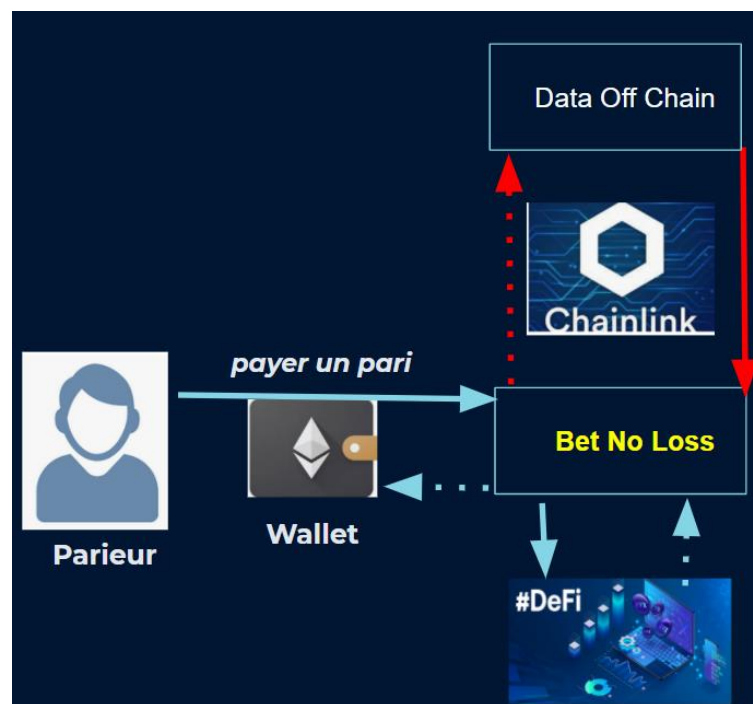 Data Off Chain
Chainlink
payer un pari
Bet No Loss
Wallet
Parieur
#DeFi